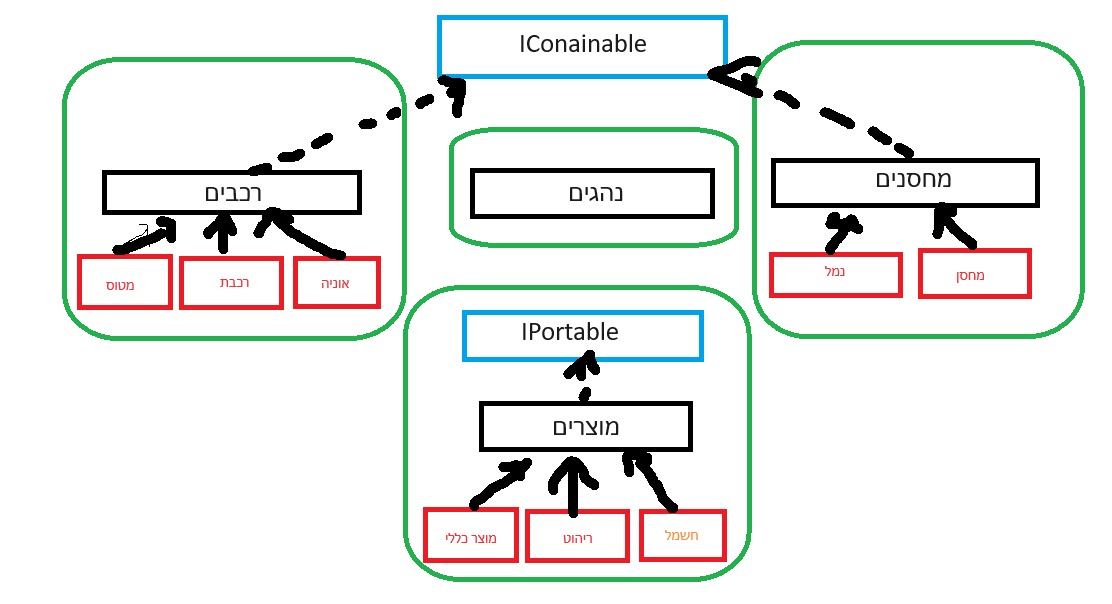 IConainable
רכבים
נהגים
מחסנים
מטוס
רכבת
אוניה
נמל
מחסן
IPortable
מוצרים
מוצר כללי
ריהוט
חשמל